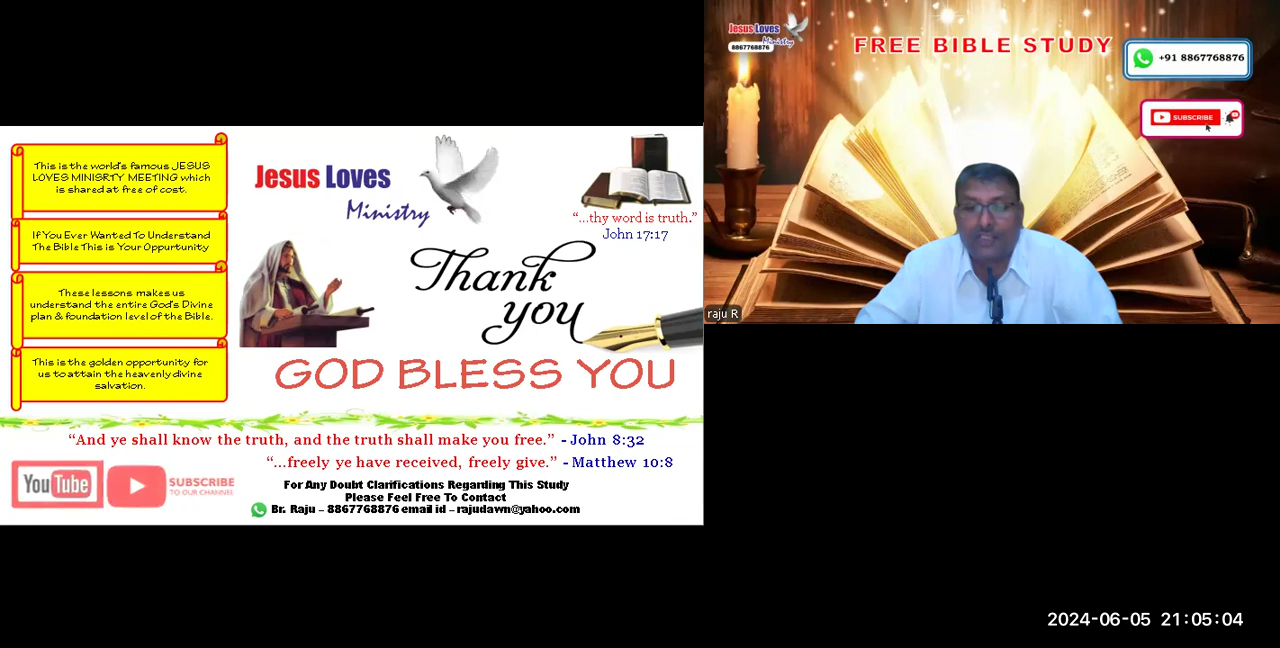 This is the world's famous JESUS
LOVES MINISRTY MEETING which
is shared at free of cost.
If You Ever Wanted To Understand
The Bible This is Your Oppurtunity
These lessons makes us
understand the entire God's Divine
plan & foundation level of the Bible.
This is the golden opportunity for
us to attain the heavenly divine
salvation.
Jesus Loves
Ministry
"...thy word is truth."
John 17:17
Thank
you
GOD BLESS YOU
"And ye shall know the truth, and the truth shall make you free." - John 8:32
"...freely ye have received, freely give." - Matthew 10:8
YouTube
SUBSCRIBE
TO OUR CHANNEL
For Any Doubt Clarifications Regarding This Study
Please Feel Free To Contact
Br. Raju – 8867768876 email id – rajudawn@yahoo.com
Jesus Loves
Ministry
8867768876
FREE BIBLE STUDY
+91 8867768876
SUBSCRIBE
raju R
2024-06-05 21:05:04